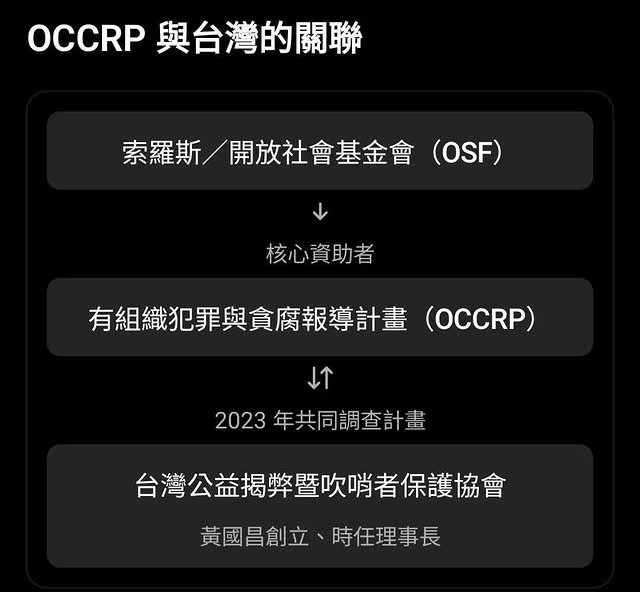 OCCRP 與台灣的關聯
索羅斯／開放社會基金會（OSF）
↓
核心資助者
有組織犯罪與貪腐報導計畫（OCCRP）
↓↑
2023 年共同調查計畫
台灣公益揭弊暨吹哨者保護協會
黃國昌創立、時任理事長